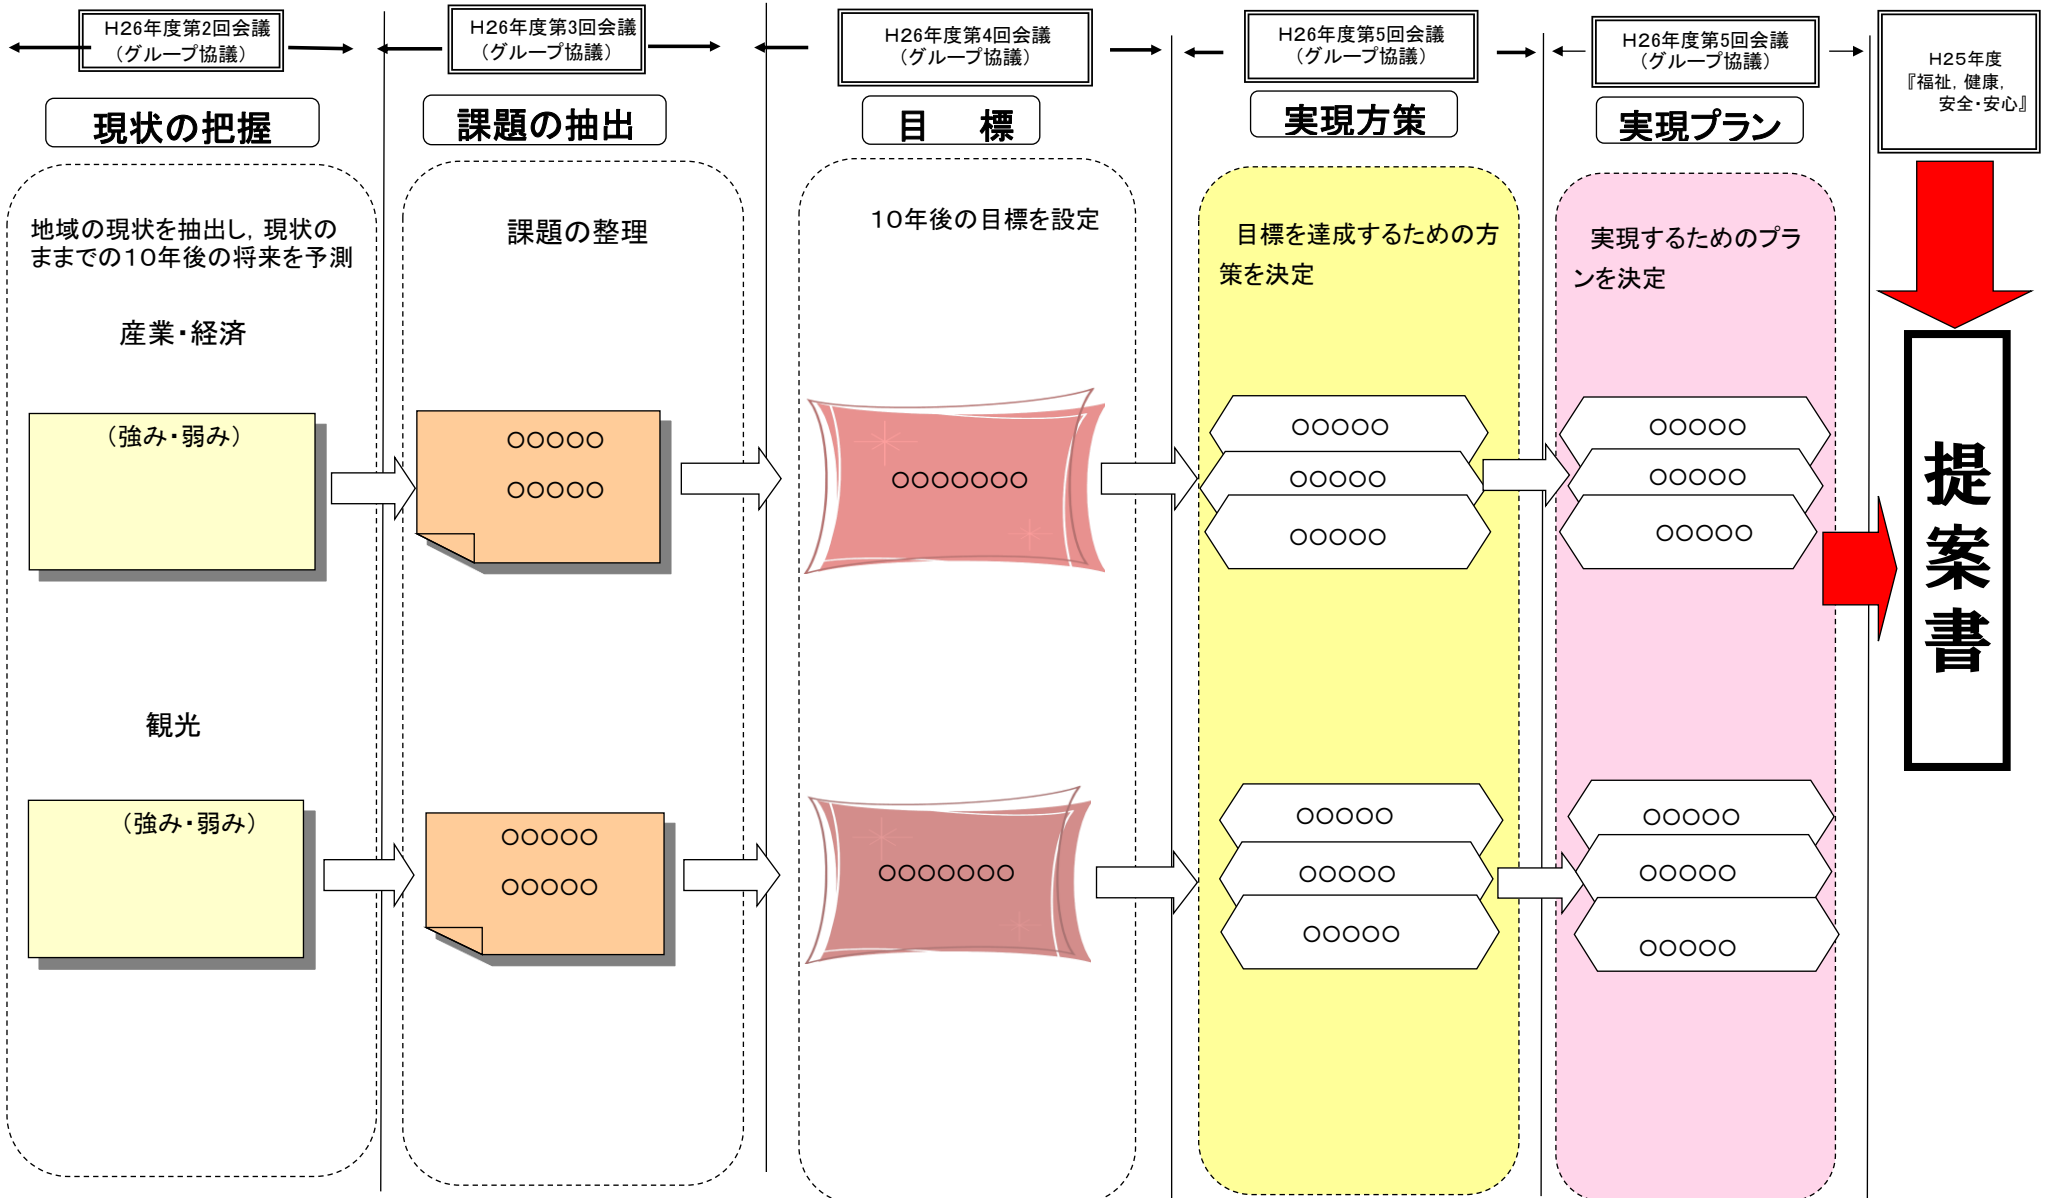 H26年度第2回会議
（グループ協議）
H26年度第3回会議
（グループ協議）
H26年度第4回会議
（グループ協議）
H26年度第5回会議
（グループ協議）
H26年度第5回会議
（グループ協議）
H25年度
『福祉，健康，
安全・安心』
現状の把握
課題の抽出
目　標
実現方策
実現プラン
地域の現状を抽出し，現状の
ままでの10年後の将来を予測
課題の整理
10年後の目標を設定
目標を達成するための方
策を決定
実現するためのプラ
ンを決定
産業・経済
（強み・弱み）
○○○○○
○○○○○
○○○○○○○
○○○○○
○○○○○
○○○○○
○○○○○
○○○○○
○○○○○
提案書
観光
（強み・弱み）
○○○○○
○○○○○
○○○○○○○
○○○○○
○○○○○
○○○○○
○○○○○
○○○○○
○○○○○